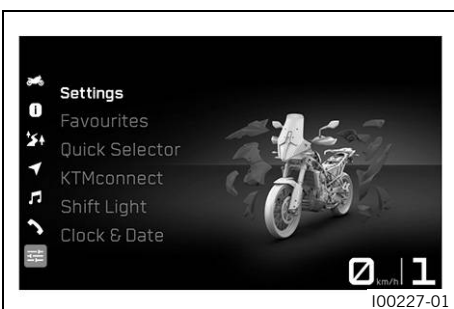 Settings
Favourites
Quick Selector
KTMconnect
Shift Light
Clock & Date
0 km/h 1
I00227-01